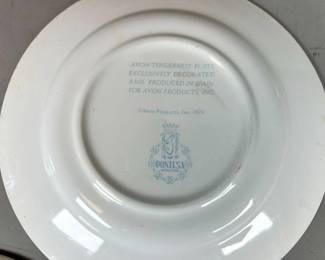 AVON TENDERNESS PLATE
EXCLUSIVELY DECORATED
AND PRODUCED IN SPAIN
FOR AVON PRODUCTS, INC.
©Avon Products, Inc. 1974
PONTESA